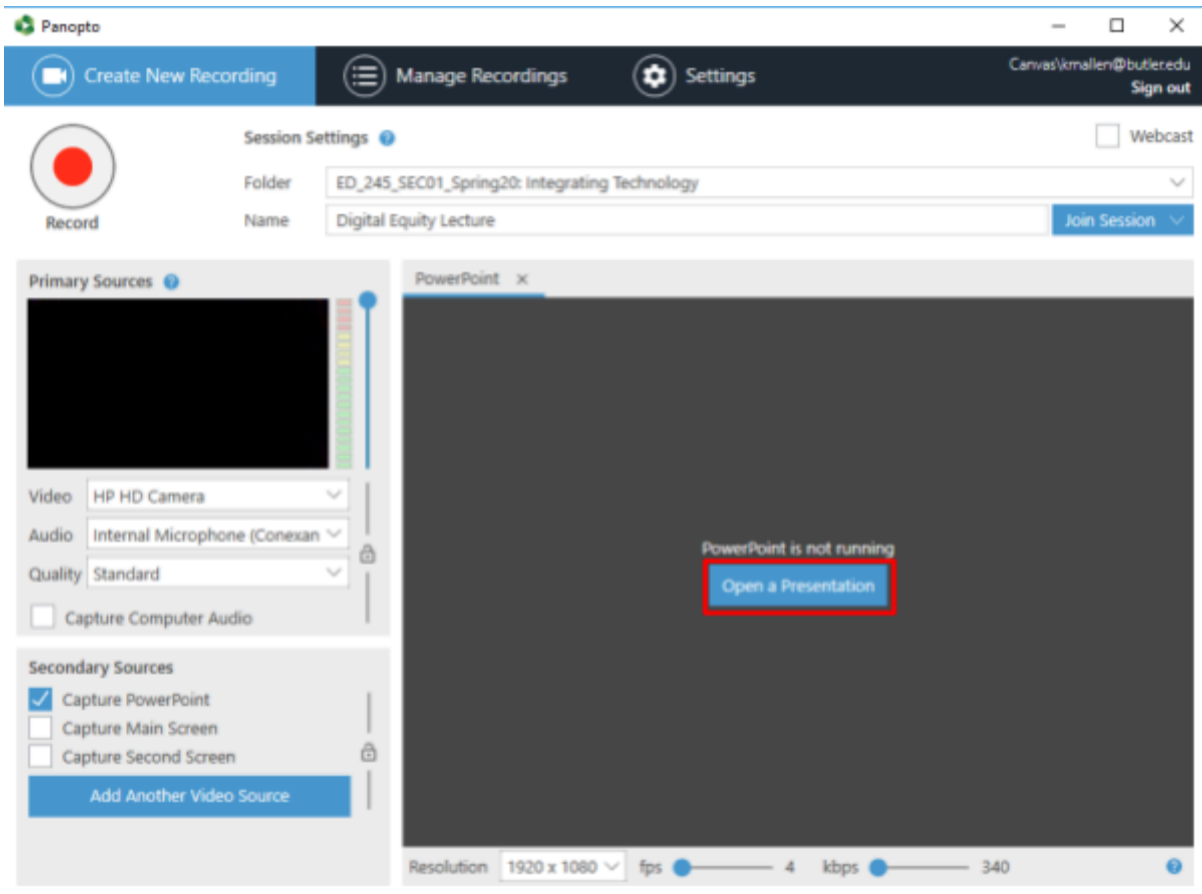 Panopto
Create New Recording
Manage Recordings
Settings
Canvas\kmallen@butler.edu
Sign out
Record
Session Settings ?
Webcast
Folder ED_245_SEC01_Spring20: Integrating Technology
Name Digital Equity Lecture
Join Session
Primary Sources ?
PowerPoint ×
Video HP HD Camera
Audio Internal Microphone (Conexan
Quality Standard
Capture Computer Audio
PowerPoint is not running
Open a Presentation
Secondary Sources
Capture PowerPoint
Capture Main Screen
Capture Second Screen
Add Another Video Source
Resolution 1920 x 1080 fps 4 kbps 340 ?